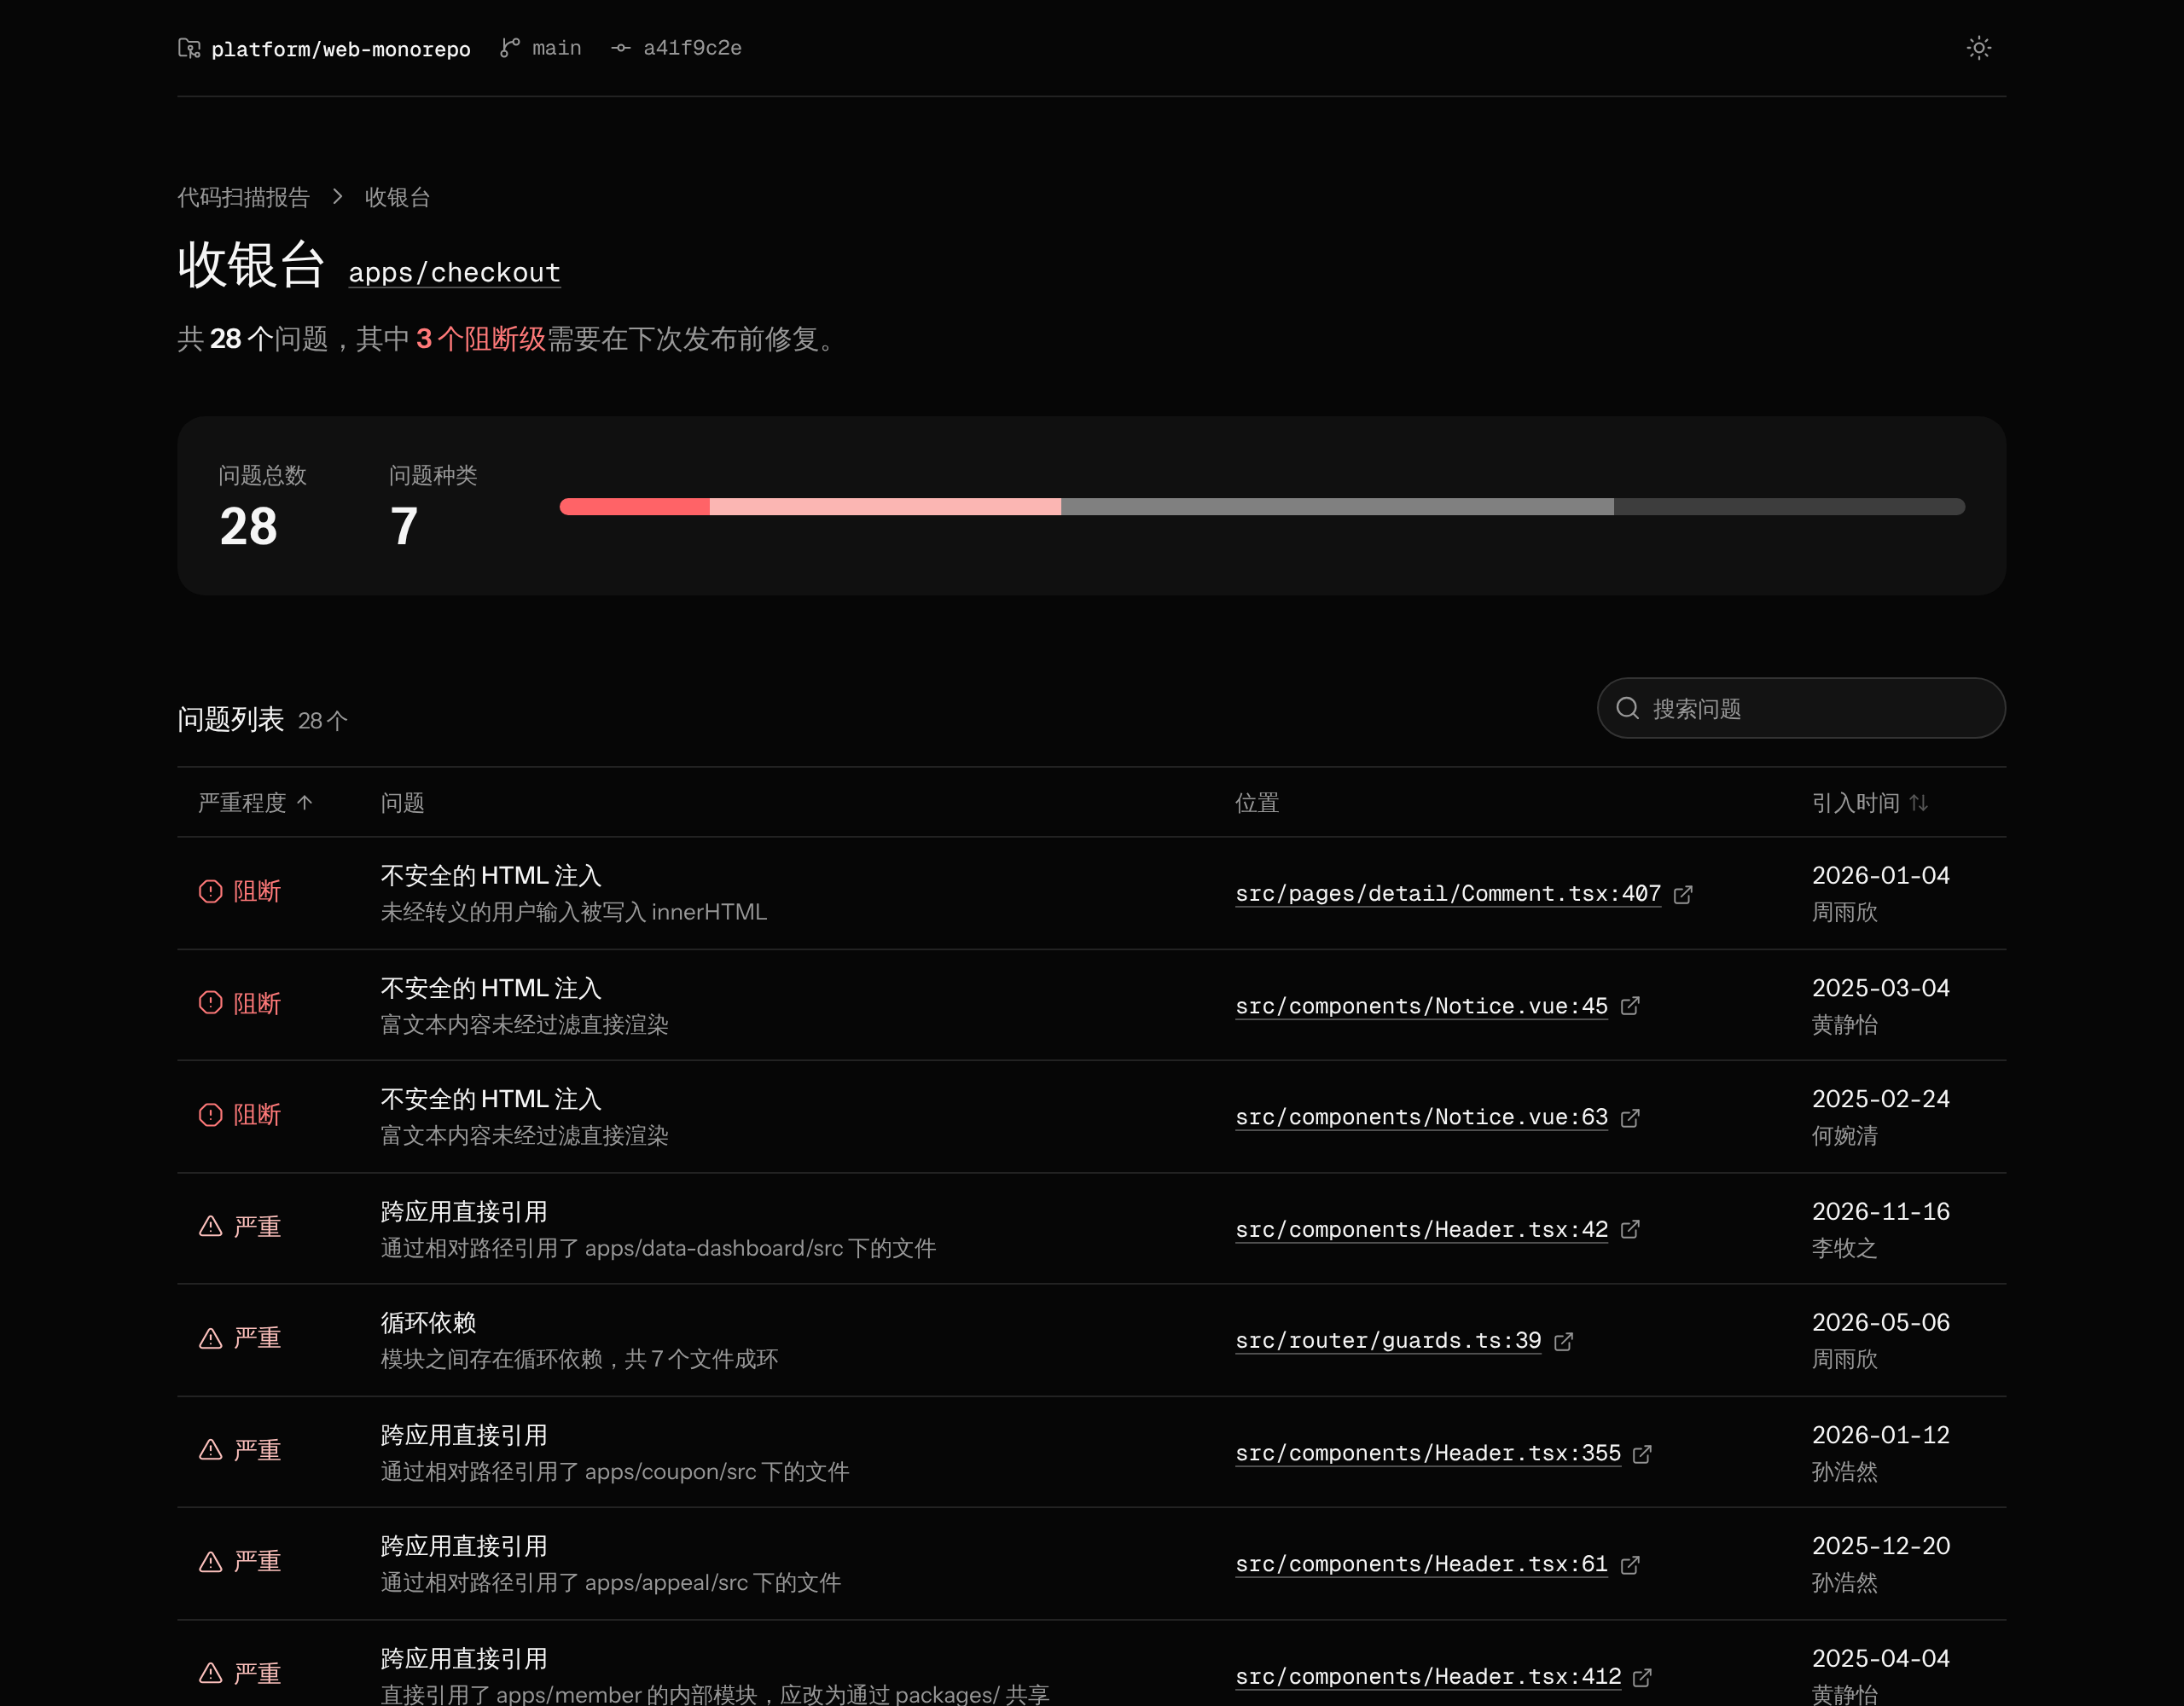 platform/web-monorepo main a41f9c2e
代码扫描报告 收银台
收银台 apps/checkout
共 28 个问题，其中 3 个阻断级需要在下次发布前修复。
问题总数 问题种类
28 7
问题列表 28 个
搜索问题
严重程度 问题 位置 引入时间
阻断
不安全的 HTML 注入
未经转义的用户输入被写入 innerHTML
src/pages/detail/Comment.tsx:407
2026-01-04
周雨欣
阻断
不安全的 HTML 注入
富文本内容未经过滤直接渲染
src/components/Notice.vue:45
2025-03-04
黄静怡
阻断
不安全的 HTML 注入
富文本内容未经过滤直接渲染
src/components/Notice.vue:63
2025-02-24
何婉清
严重
跨应用直接引用
通过相对路径引用了 apps/data-dashboard/src 下的文件
src/components/Header.tsx:42
2026-11-16
李牧之
严重
循环依赖
模块之间存在循环依赖，共 7 个文件成环
src/router/guards.ts:39
2026-05-06
周雨欣
严重
跨应用直接引用
通过相对路径引用了 apps/coupon/src 下的文件
src/components/Header.tsx:355
2026-01-12
孙浩然
严重
跨应用直接引用
通过相对路径引用了 apps/appeal/src 下的文件
src/components/Header.tsx:61
2025-12-20
孙浩然
严重
跨应用直接引用
直接引用了 apps/member 的内部模块，应改为通过 packages/ 共享
src/components/Header.tsx:412
2025-04-04
黄静怡